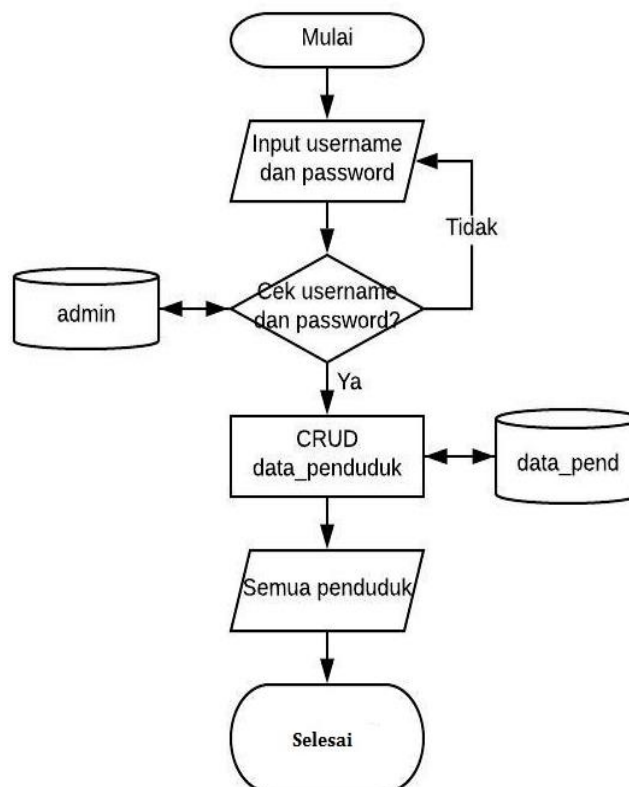 Mulai
Input username
dan password
Tidak
Cek username
dan password?
admin
Ya
CRUD
data_penduduk
data_pend
Semua penduduk
Selesai